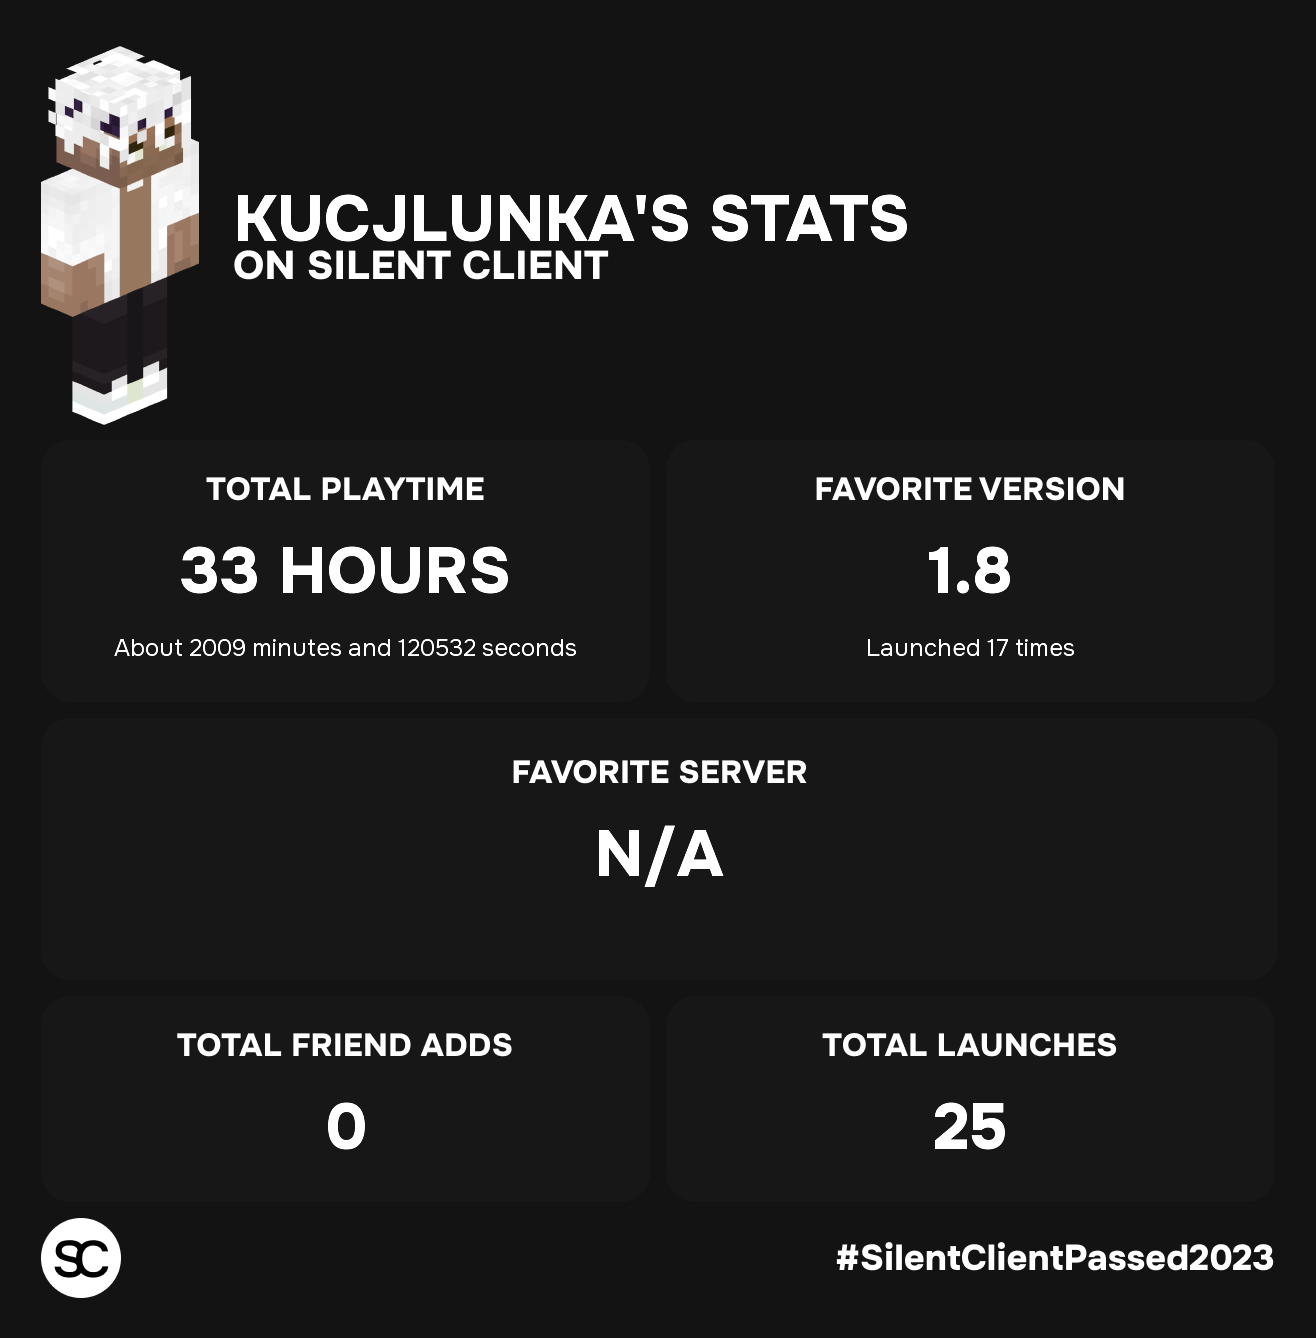 KUCJLUNKA'S STATS
ON SILENT CLIENT
TOTAL PLAYTIME
33 HOURS
About 2009 minutes and 120532 seconds
FAVORITE VERSION
1.8
Launched 17 times
FAVORITE SERVER
N/A
TOTAL FRIEND ADDS
0
TOTAL LAUNCHES
25
SC
#SilentClientPassed2023